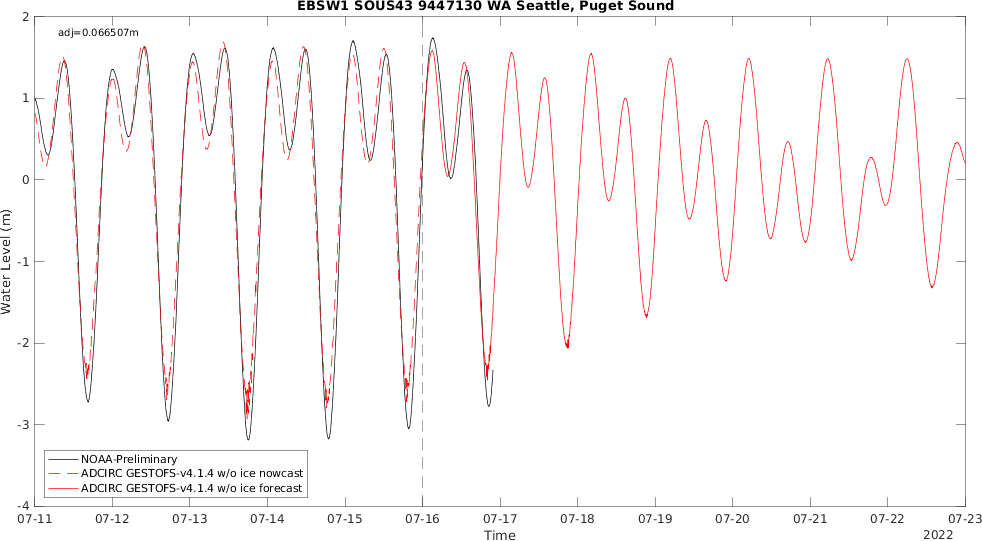 EBSW1 SOUS43 9447130 WA Seattle, Puget Sound
adj=0.066507m
2
1
0
-1
-2
-3
-4
Water Level (m)
NOAA-Preliminary
ADCIRC GESTOFS-v4.1.4 w/o ice nowcast
ADCIRC GESTOFS-v4.1.4 w/o ice forecast
07-11 07-12 07-13 07-14 07-15 07-16 07-17 07-18 07-19 07-20 07-21 07-22 07-23
Time
2022